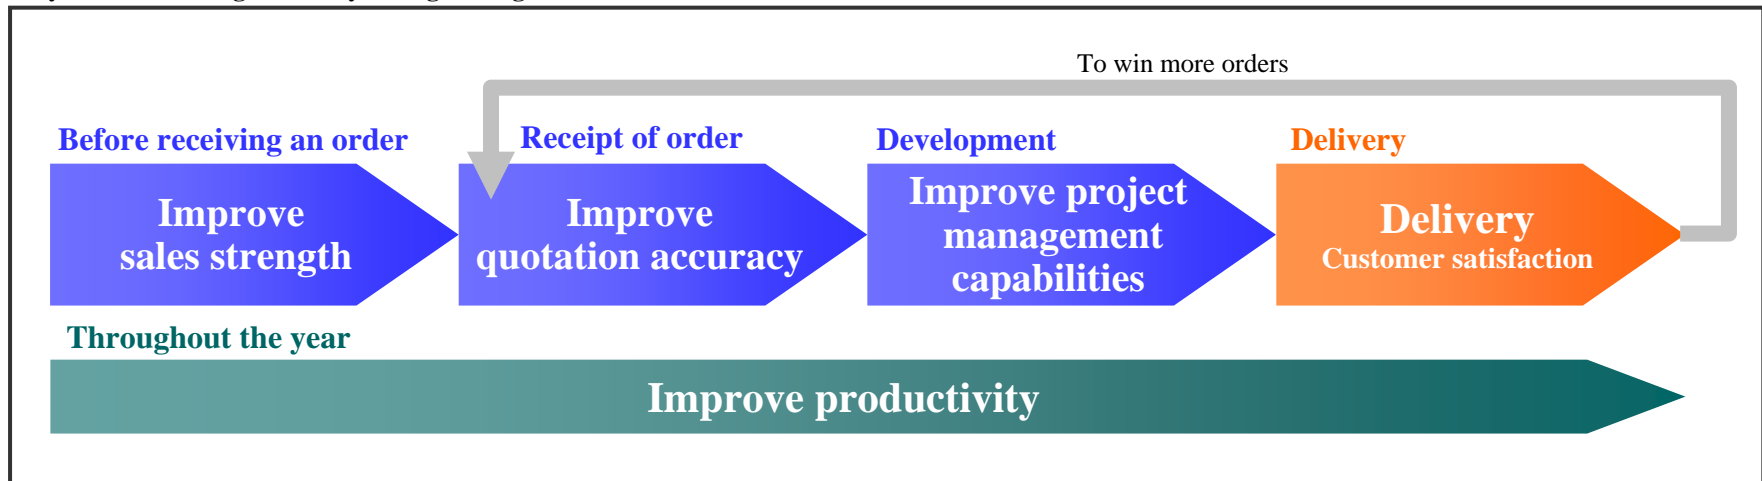 To win more orders
Before receiving an order
Receipt of order
Development
Delivery
Improve
sales strength
Improve
quotation accuracy
Improve project
management
capabilities
Delivery
Customer satisfaction
Throughout the year
Improve productivity